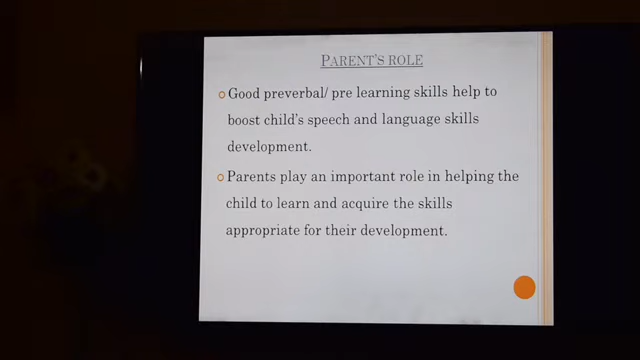 PARENT'S ROLE
Good preverbal/ pre learning skills help to
boost child's speech and language skills
development.
Parents play an important role in helping the
child to learn and acquire the skills
appropriate for their development.